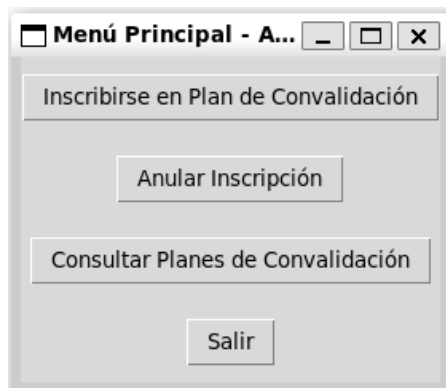 Menú Principal - A...
Inscribirse en Plan de Convalidación
Anular Inscripción
Consultar Planes de Convalidación
Salir